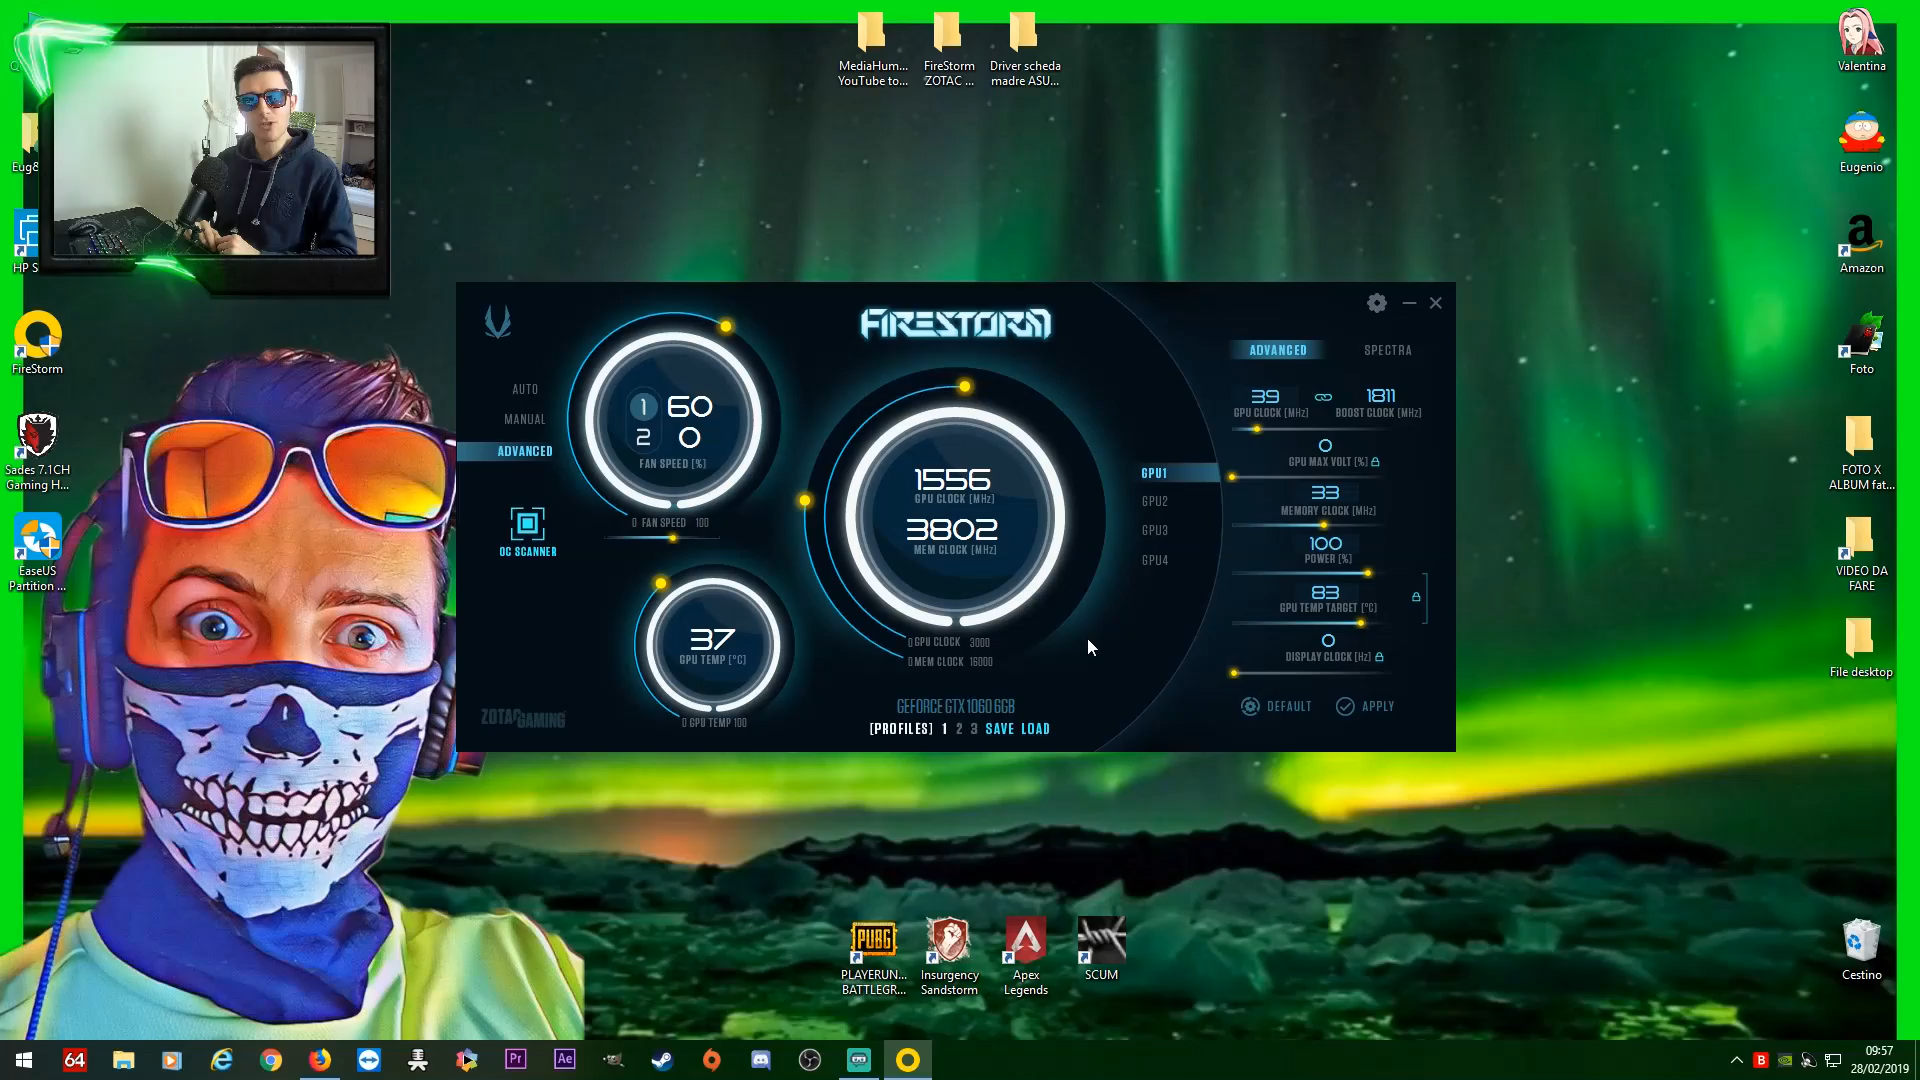 MediaHum...
YouTube to...
FireStorm
ZOTAC ...
Driver scheda
madre ASU...
Valentina
Eug8
Eugenio
HP S
Amazon
FireStorm
Foto
Sades 7.1CH
Gaming H...
FOTO X
ALBUM fat...
EaseUS
Partition ...
VIDEO DA
FARE
File desktop
FIRESTORM
AUTO
MANUAL
ADVANCED
OC SCANNER
1 60
2 0
FAN SPEED [%]
0 FAN SPEED 100
37
GPU TEMP [°C]
0 GPU TEMP 100
ZOTAC GAMING
1556
GPU CLOCK [MHz]
3802
MEM CLOCK [MHz]
0 GPU CLOCK 3000
0 MEM CLOCK 16000
GEFORCE GTX 1060 6GB
[PROFILES] 1 2 3 SAVE LOAD
GPU1
GPU2
GPU3
GPU4
ADVANCED SPECTRA
39 1811
GPU CLOCK [MHz] BOOST CLOCK [MHz]
0
GPU MAX VOLT [%]
33
MEMORY CLOCK [MHz]
100
POWER [%]
83
GPU TEMP TARGET [°C]
0
DISPLAY CLOCK [Hz]
DEFAULT APPLY
PUBG
PLAYERUN...
BATTLEGR...
Insurgency
Sandstorm
Apex
Legends
SCUM
Cestino
64
Pr
Ae
B
09:57
28/02/2019